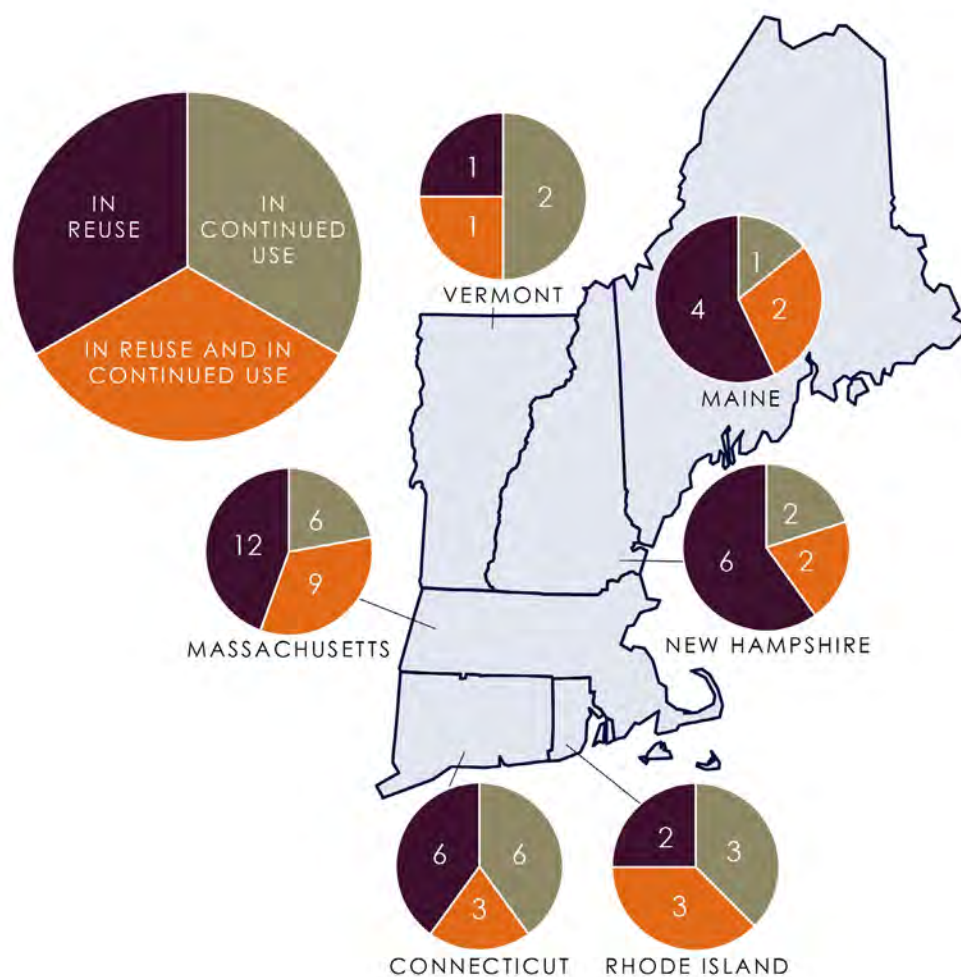 IN
REUSE
IN
CONTINUED
USE
IN REUSE AND IN
CONTINUED USE
1
1
2
VERMONT
1
4
2
MAINE
12
6
9
MASSACHUSETTS
2
6
2
NEW HAMPSHIRE
6
6
3
CONNECTICUT
2
3
3
RHODE ISLAND